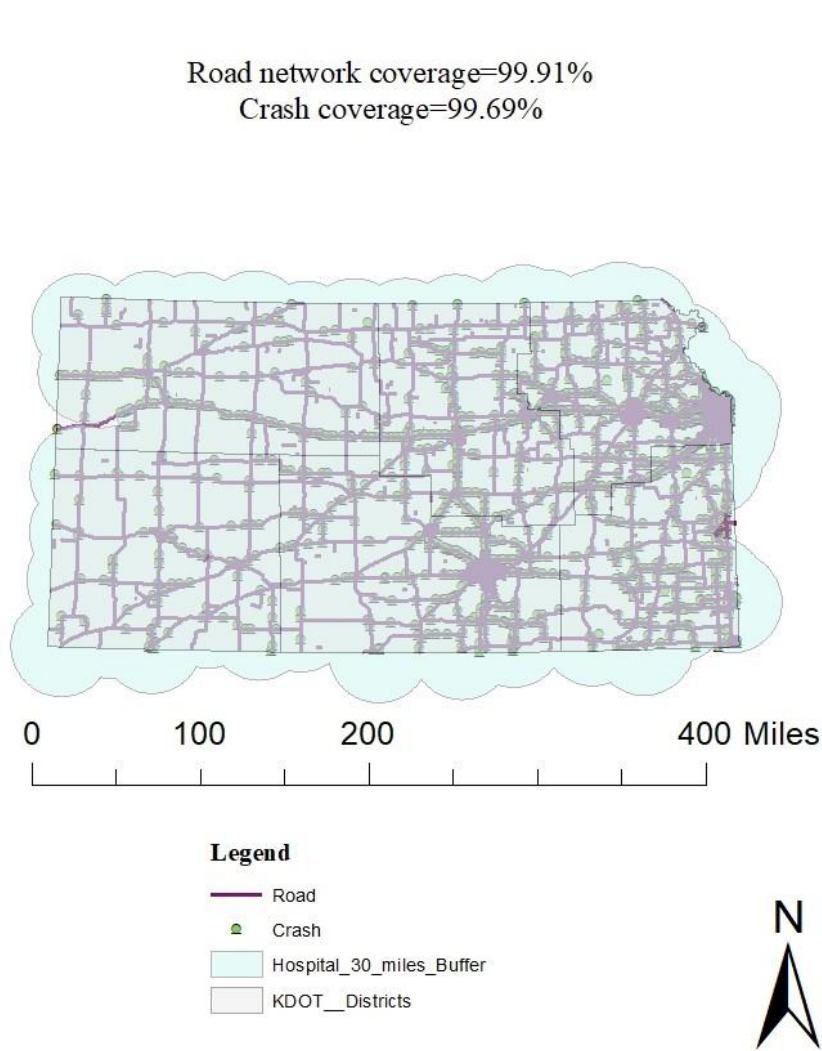 Road network coverage=99.91%
Crash coverage=99.69%
0 100 200 400 Miles
Legend
Road
Crash
Hospital_30_miles_Buffer
KDOT__Districts
N